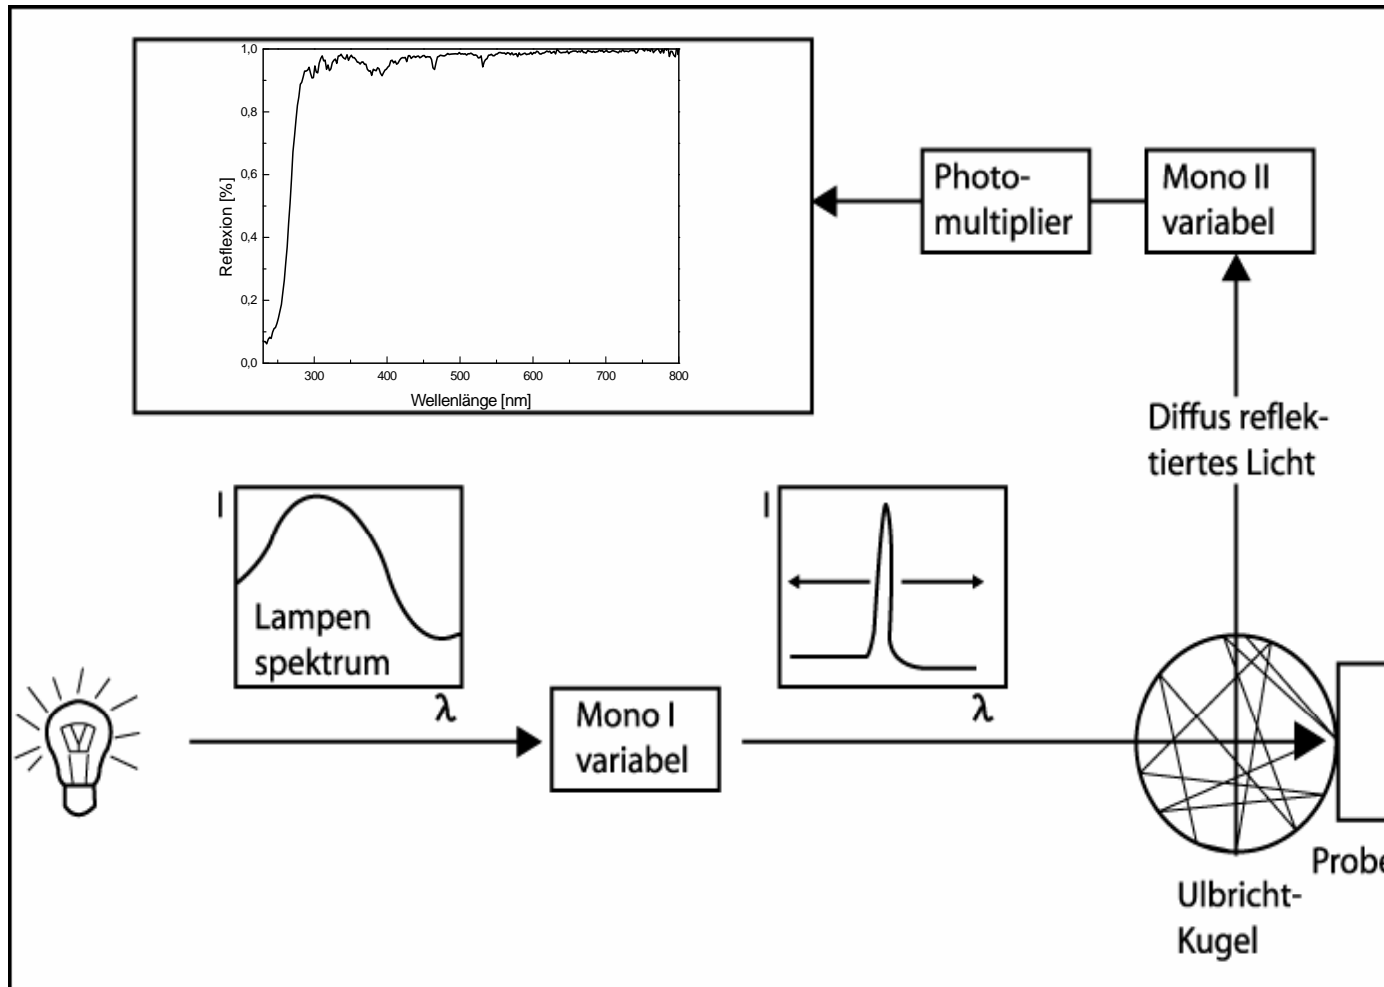 1,0
0,8
0,6
0,4
0,2
0,0
Reflexion [%]
300 400 500 600 700 800
Wellenlänge [nm]
Photo-
multiplier
Mono II
variabel
Diffus reflek-
tiertes Licht
I
Lampen
spektrum
λ
I
λ
Mono I
variabel
Probe
Ulbricht-
Kugel